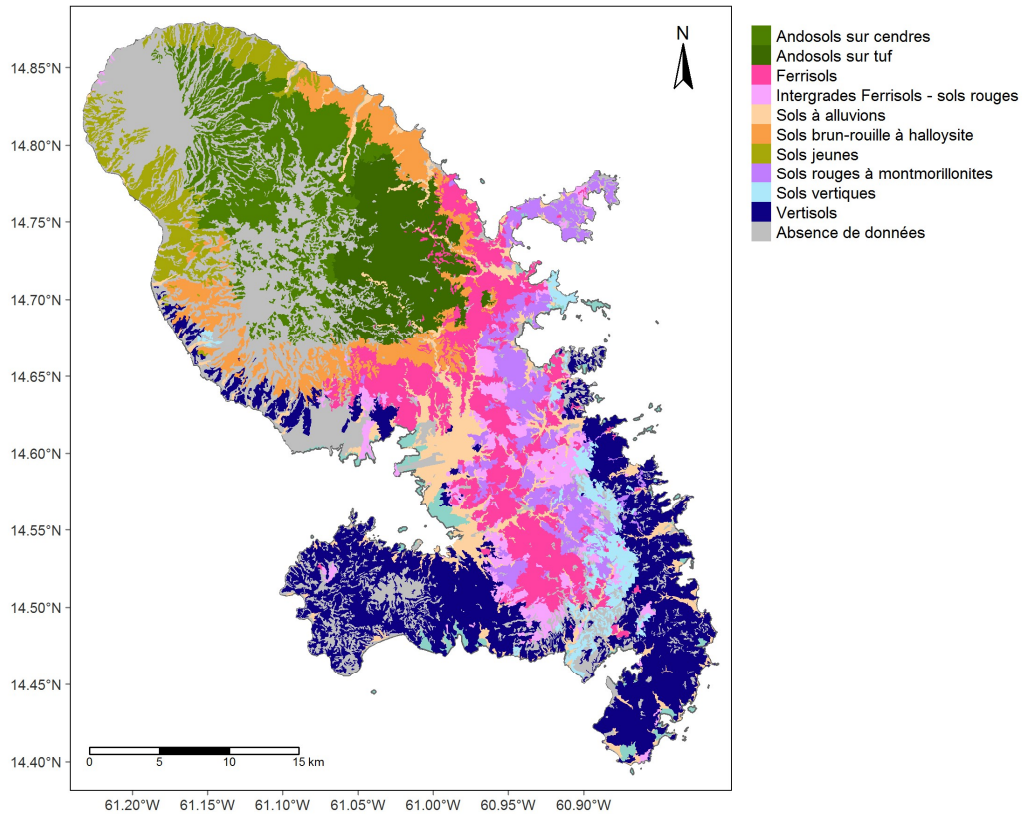 N
Andosols sur cendres
Andosols sur tuf
Ferrisols
Intergrades Ferrisols - sols rouges
Sols à alluvions
Sols brun-rouille à halloysite
Sols jeunes
Sols rouges à montmorillonites
Sols vertiques
Vertisols
Absence de données
14.85°N
14.80°N
14.75°N
14.70°N
14.65°N
14.60°N
14.55°N
14.50°N
14.45°N
14.40°N
0 5 10 15 km
61.20°W 61.15°W 61.10°W 61.05°W 61.00°W 60.95°W 60.90°W